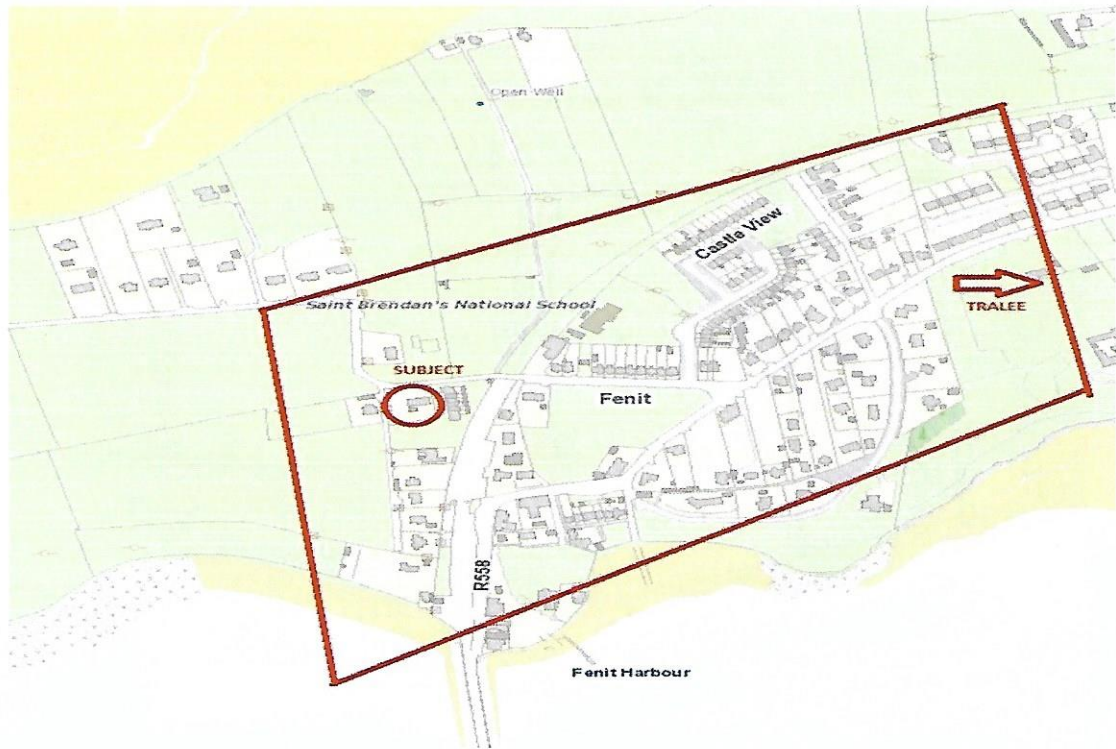 Open Well
Castle View
Saint Brendan's National School
TRALEE
SUBJECT
Fenit
R558
Fenit Harbour